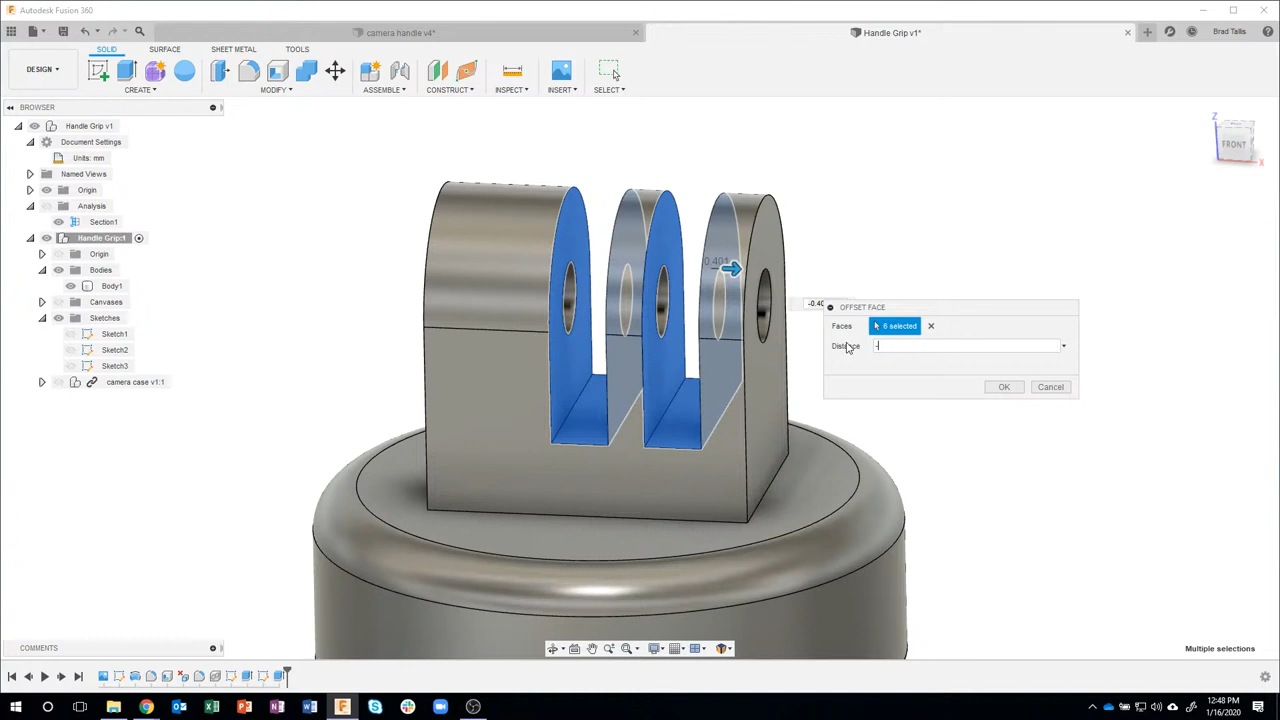 Autodesk Fusion 360
camera handle v4*
Handle Grip v1*
Brad Tallis
DESIGN
SOLID
SURFACE
SHEET METAL
TOOLS
CREATE
MODIFY
ASSEMBLE
CONSTRUCT
INSPECT
INSERT
SELECT
BROWSER
Handle Grip v1
Document Settings
Units: mm
Named Views
Origin
Analysis
Section1
Handle Grip:1
Origin
Bodies
Body1
Canvases
Sketches
Sketch1
Sketch2
Sketch3
camera case v1:1
Z
FRONT
X
0.401
-0.40
OFFSET FACE
Faces
6 selected
Distance
-
OK
Cancel
COMMENTS
Multiple selections
12:48 PM
1/16/2020